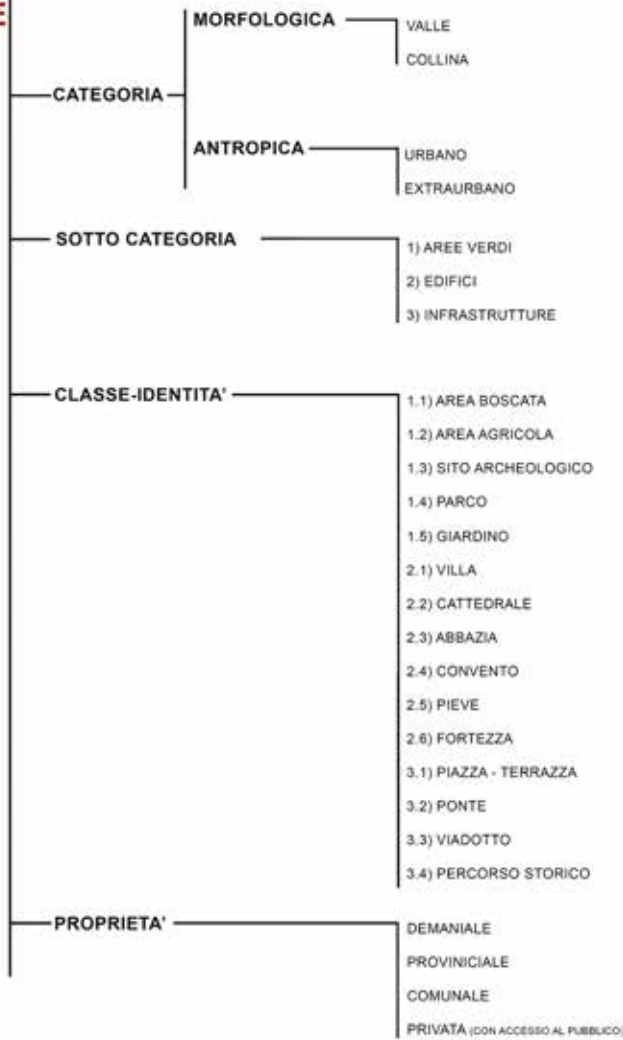 E
MORFOLOGICA
VALLE
COLLINA
CATEGORIA
ANTROPICA
URBANO
EXTRAURBANO
SOTTO CATEGORIA
1) AREE VERDI
2) EDIFICI
3) INFRASTRUTTURE
CLASSE-IDENTITA'
1.1) AREA BOSCATA
1.2) AREA AGRICOLA
1.3) SITO ARCHEOLOGICO
1.4) PARCO
1.5) GIARDINO
2.1) VILLA
2.2) CATTEDRALE
2.3) ABBAZIA
2.4) CONVENTO
2.5) PIEVE
2.6) FORTEZZA
3.1) PIAZZA - TERRAZZA
3.2) PONTE
3.3) VIADOTTO
3.4) PERCORSO STORICO
PROPRIETA'
DEMANIALE
PROVINICIALE
COMUNALE
PRIVATA (CON ACCESSO AL PUBBLICO)